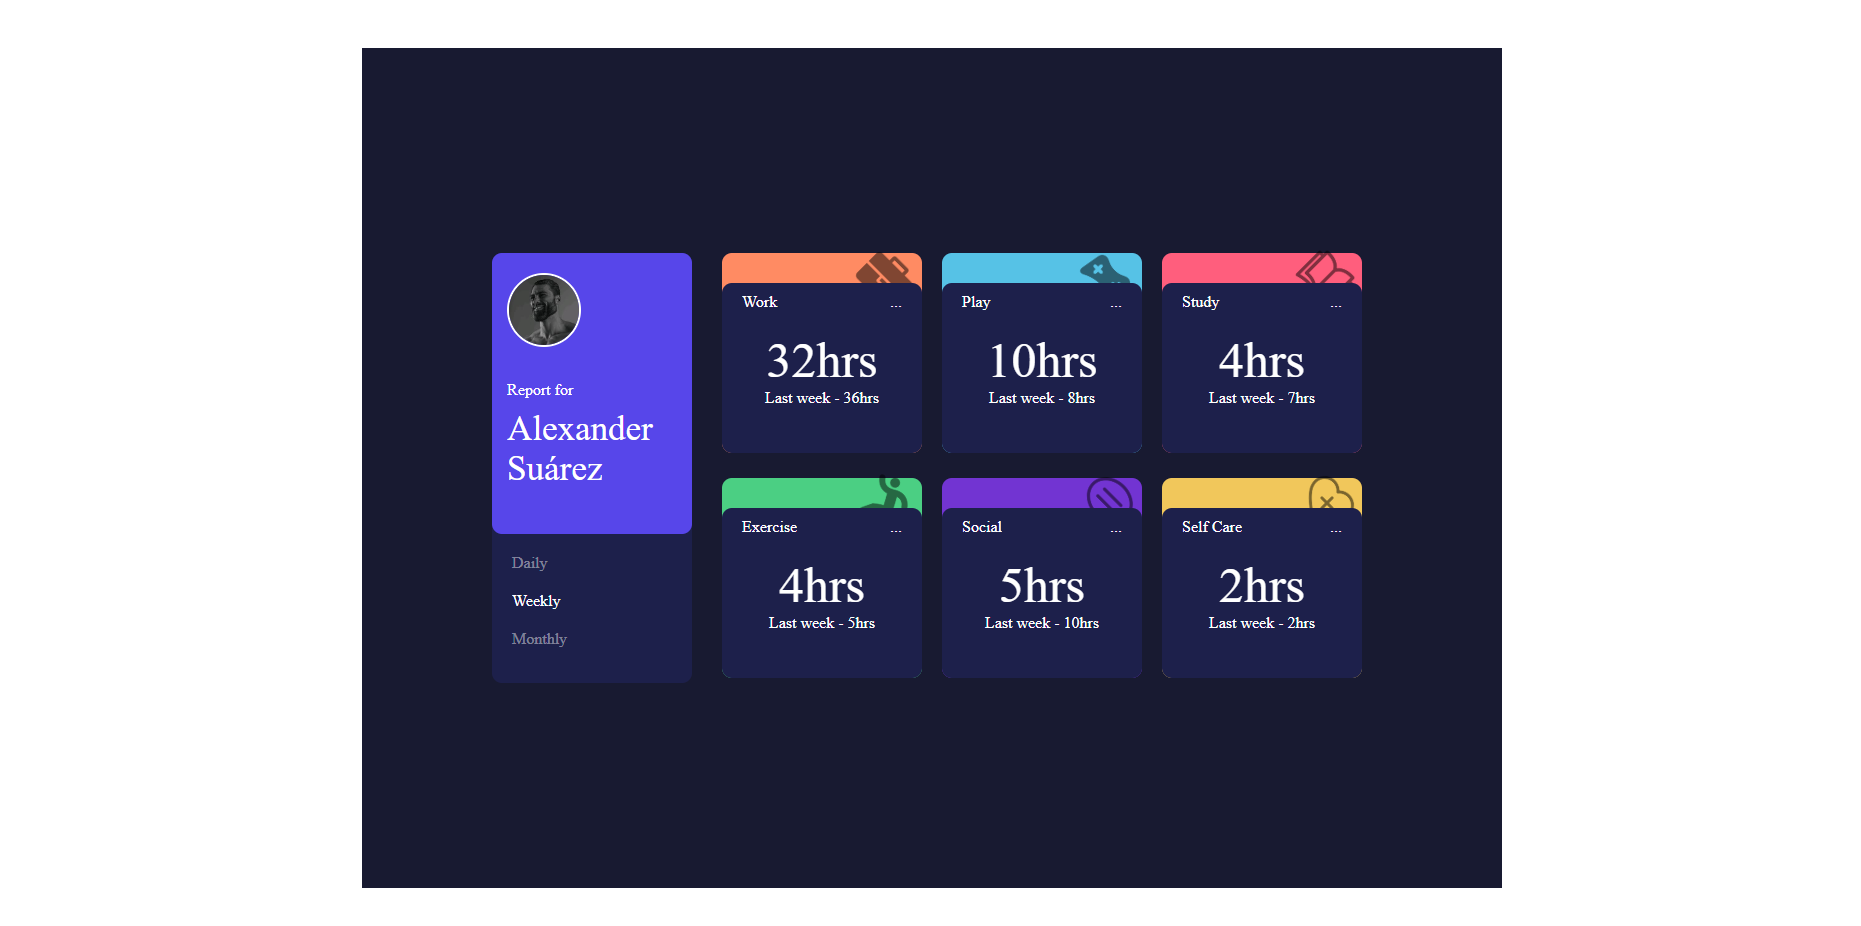 Report for
Alexander
Suárez
Daily
Weekly
Monthly
Work ...
32hrs
Last week - 36hrs
Play ...
10hrs
Last week - 8hrs
Study ...
4hrs
Last week - 7hrs
Exercise ...
4hrs
Last week - 5hrs
Social ...
5hrs
Last week - 10hrs
Self Care ...
2hrs
Last week - 2hrs